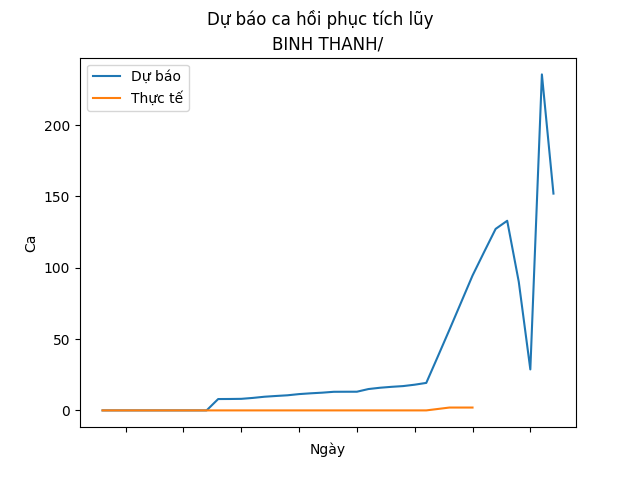 Dự báo ca hồi phục tích lũy
BINH THANH/
Dự báo
Thực tế
200
150
100
50
0
Ca
Ngày